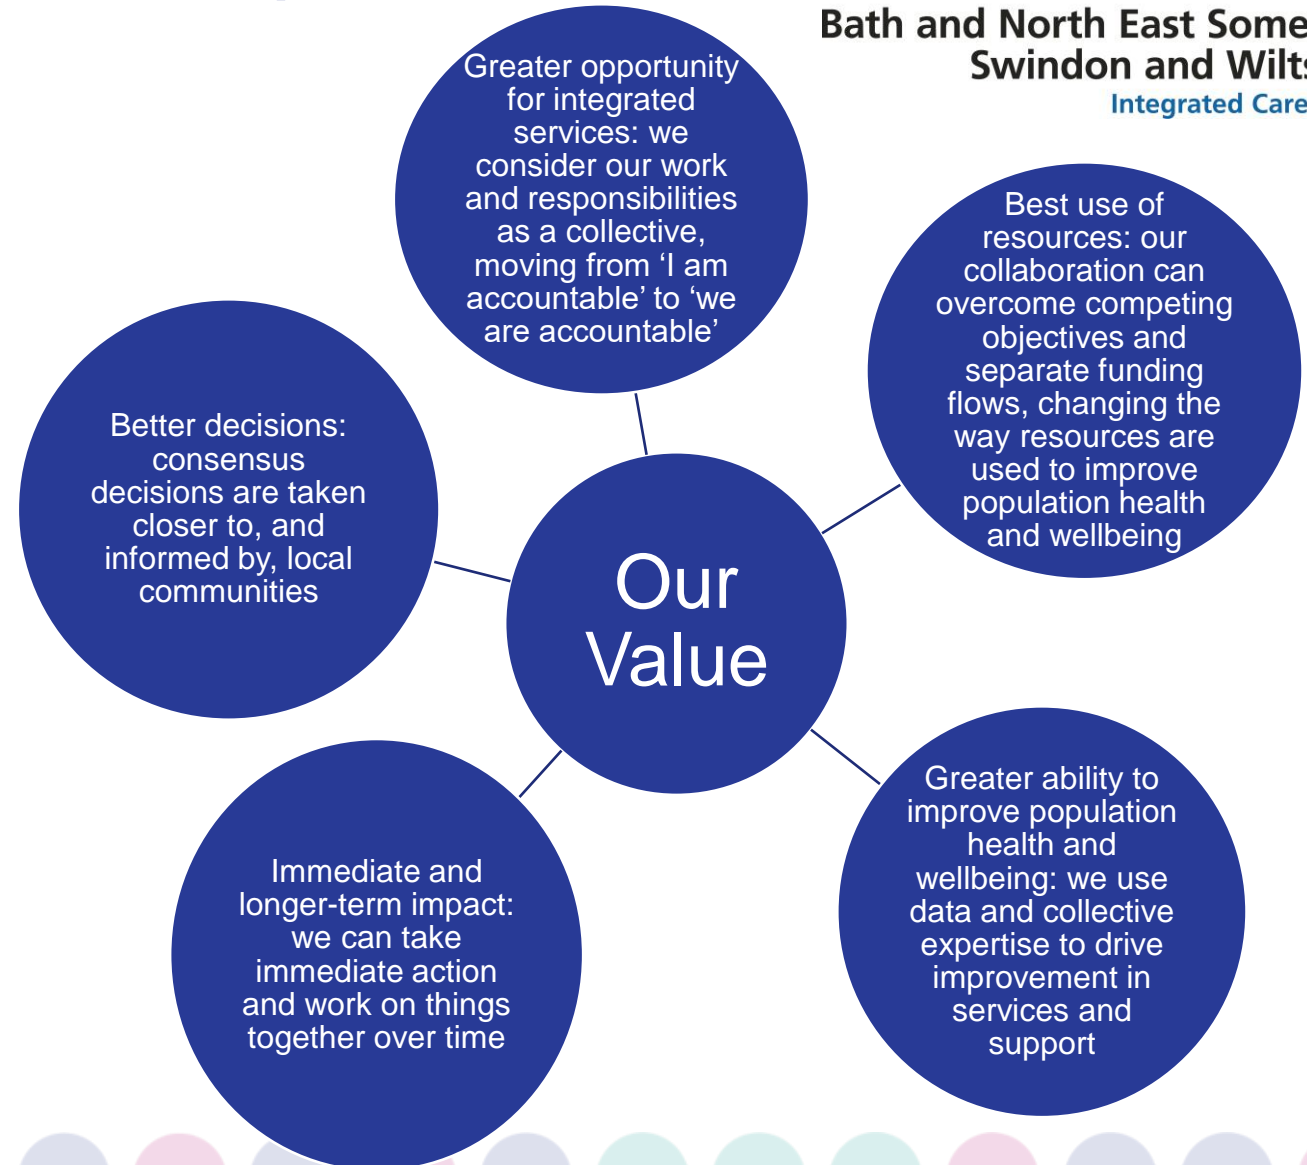 Bath and North East Some
Swindon and Wilts
Integrated Care
Greater opportunity
for integrated
services: we
consider our work
and responsibilities
as a collective,
moving from ‘I am
accountable’ to ‘we
are accountable’
Best use of
resources: our
collaboration can
overcome competing
objectives and
separate funding
flows, changing the
way resources are
used to improve
population health
and wellbeing
Better decisions:
consensus
decisions are taken
closer to, and
informed by, local
communities
Our
Value
Greater ability to
improve population
health and
wellbeing: we use
data and collective
expertise to drive
improvement in
services and
support
Immediate and
longer-term impact:
we can take
immediate action
and work on things
together over time